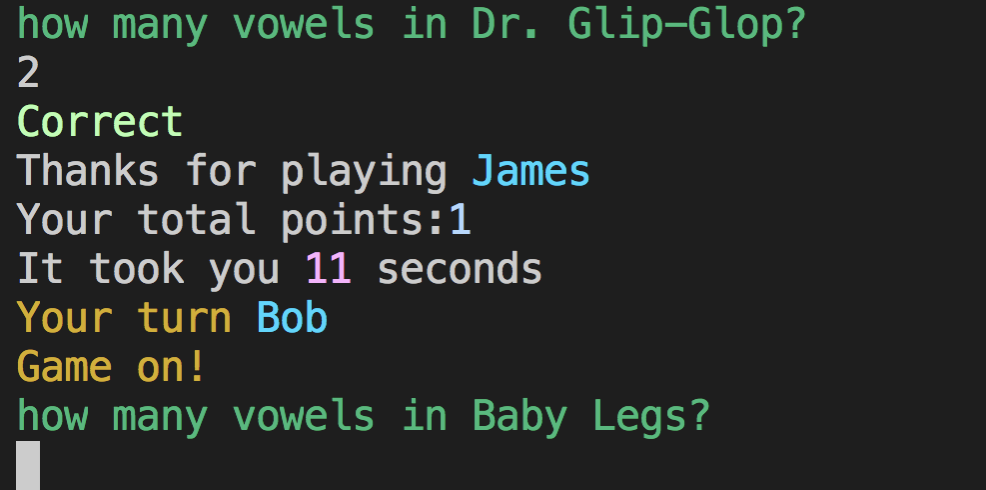 how many vowels in Dr. Glip-Glop?
2
Correct
Thanks for playing James
Your total points:1
It took you 11 seconds
Your turn Bob
Game on!
how many vowels in Baby Legs?